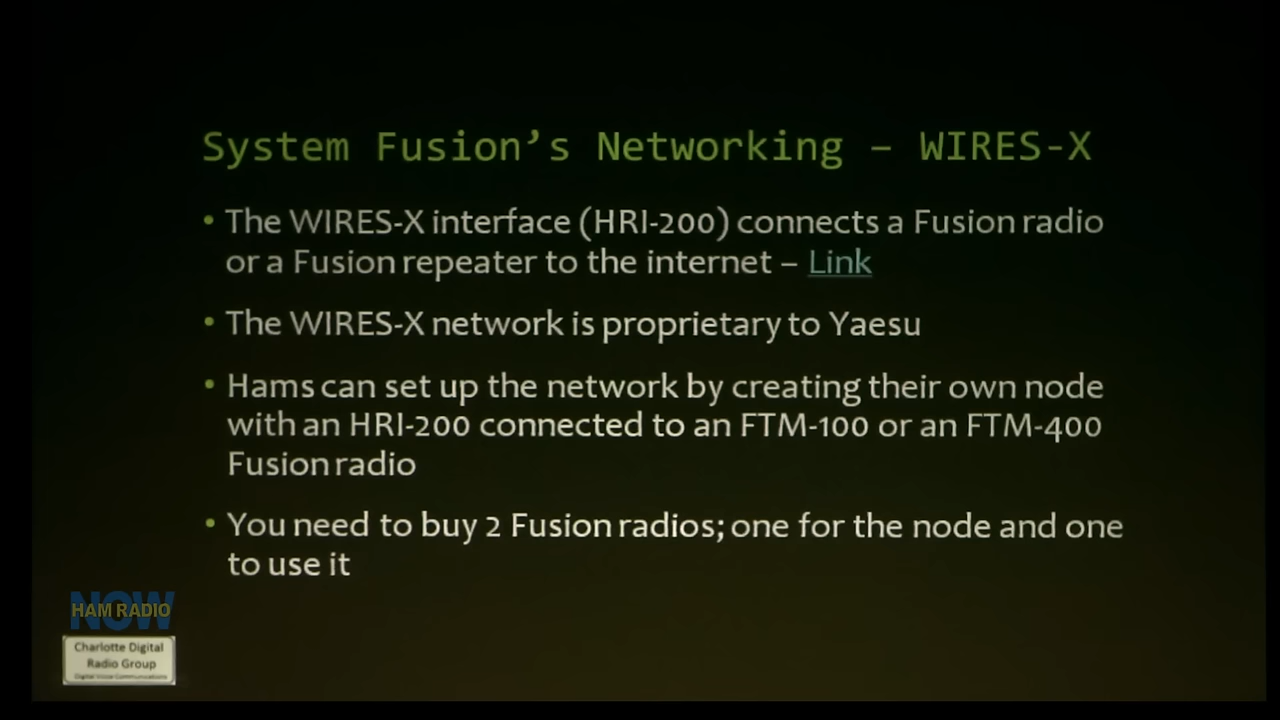 System Fusion’s Networking – WIRES-X
• The WIRES-X interface (HRI-200) connects a Fusion radio
or a Fusion repeater to the internet – Link
• The WIRES-X network is proprietary to Yaesu
• Hams can set up the network by creating their own node
with an HRI-200 connected to an FTM-100 or an FTM-400
Fusion radio
• You need to buy 2 Fusion radios; one for the node and one
to use it
NOW
HAM RADIO
Charlotte Digital
Radio Group
Digital Voice Communications